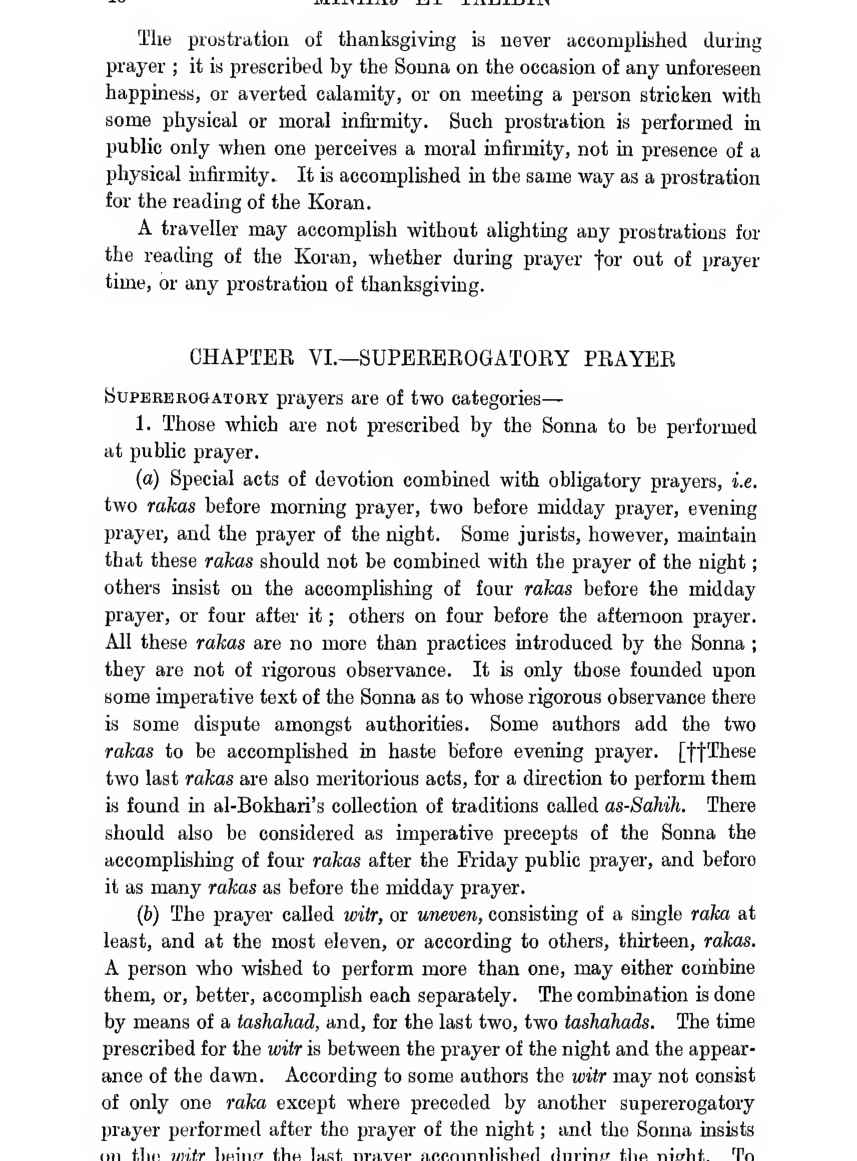 MINHAJ ET TALIBIN
The prostration of thanksgiving is never accomplished during
prayer ; it is prescribed by the Sonna on the occasion of any unforeseen
happiness, or averted calamity, or on meeting a person stricken with
some physical or moral infirmity. Such prostration is performed in
public only when one perceives a moral infirmity, not in presence of a
physical infirmity. It is accomplished in the same way as a prostration
for the reading of the Koran.
A traveller may accomplish without alighting any prostrations for
the reading of the Koran, whether during prayer †or out of prayer
time, or any prostration of thanksgiving.
CHAPTER VI.—SUPEREROGATORY PRAYER
SUPEREROGATORY prayers are of two categories—
1. Those which are not prescribed by the Sonna to be performed
at public prayer.
(a) Special acts of devotion combined with obligatory prayers, i.e.
two rakas before morning prayer, two before midday prayer, evening
prayer, and the prayer of the night. Some jurists, however, maintain
that these rakas should not be combined with the prayer of the night ;
others insist on the accomplishing of four rakas before the midday
prayer, or four after it ; others on four before the afternoon prayer.
All these rakas are no more than practices introduced by the Sonna ;
they are not of rigorous observance. It is only those founded upon
some imperative text of the Sonna as to whose rigorous observance there
is some dispute amongst authorities. Some authors add the two
rakas to be accomplished in haste before evening prayer. [††These
two last rakas are also meritorious acts, for a direction to perform them
is found in al-Bokhari's collection of traditions called as-Sahih. There
should also be considered as imperative precepts of the Sonna the
accomplishing of four rakas after the Friday public prayer, and before
it as many rakas as before the midday prayer.
(b) The prayer called witr, or uneven, consisting of a single raka at
least, and at the most eleven, or according to others, thirteen, rakas.
A person who wished to perform more than one, may either combine
them, or, better, accomplish each separately. The combination is done
by means of a tashahad, and, for the last two, two tashahads. The time
prescribed for the witr is between the prayer of the night and the appear-
ance of the dawn. According to some authors the witr may not consist
of only one raka except where preceded by another supererogatory
prayer performed after the prayer of the night ; and the Sonna insists
on the witr being the last prayer accomplished during the night. To